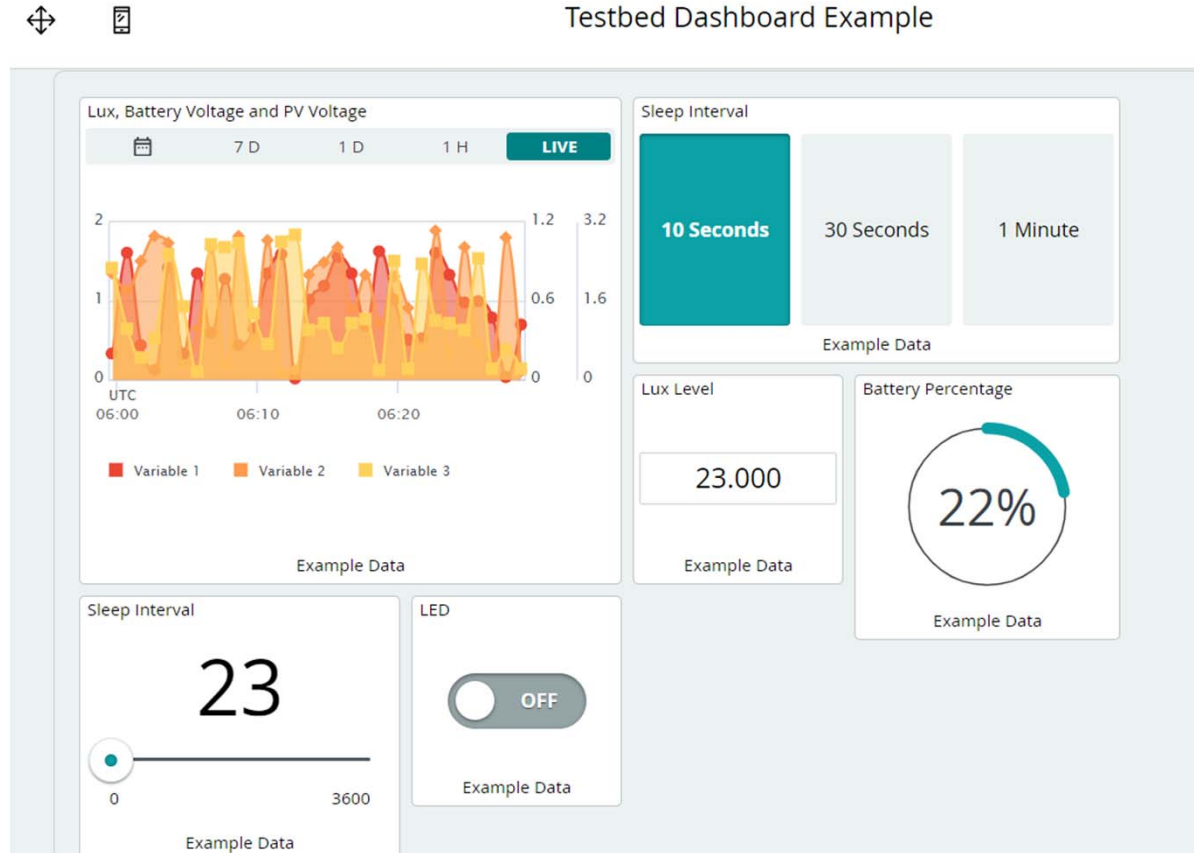 Testbed Dashboard Example
Lux, Battery Voltage and PV Voltage
7 D 1 D 1 H LIVE
2 1.2 3.2
1 0.6 1.6
0 0 0
UTC
06:00 06:10 06:20
Variable 1 Variable 2 Variable 3
Example Data
Sleep Interval
10 Seconds 30 Seconds 1 Minute
Example Data
Lux Level
23.000
Example Data
Battery Percentage
22%
Example Data
Sleep Interval
23
0 3600
Example Data
LED
OFF
Example Data